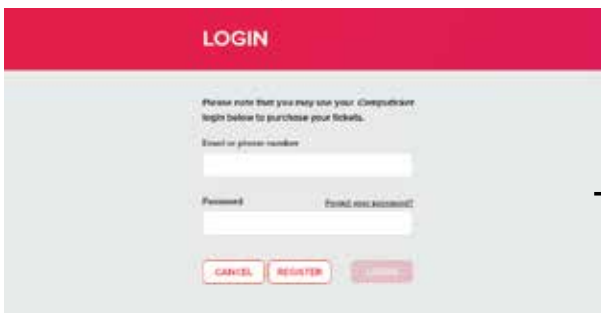 LOGIN
Please note that you may use your Computicket
login below to purchase your tickets.
Email or phone number
Password Forgot your password?
CANCEL REGISTER LOGIN